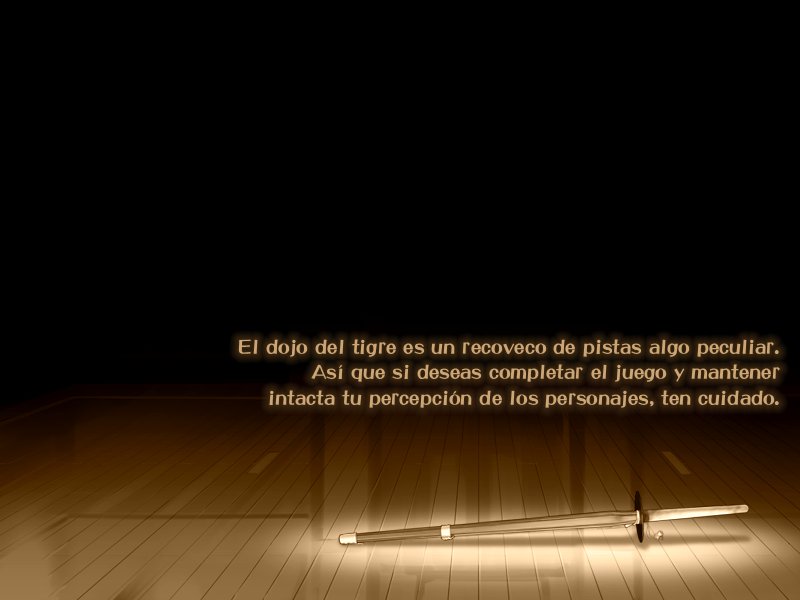 El dojo del tigre es un recoveco de pistas algo peculiar.
Así que si deseas completar el juego y mantener
intacta tu percepción de los personajes, ten cuidado.